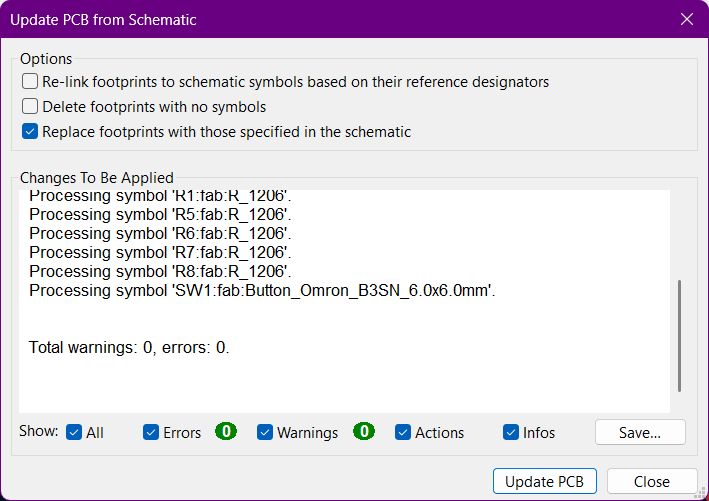 Update PCB from Schematic
Options
Re-link footprints to schematic symbols based on their reference designators
Delete footprints with no symbols
Replace footprints with those specified in the schematic
Changes To Be Applied
Processing symbol 'R1:fab:R_1206'.
Processing symbol 'R5:fab:R_1206'.
Processing symbol 'R6:fab:R_1206'.
Processing symbol 'R7:fab:R_1206'.
Processing symbol 'R8:fab:R_1206'.
Processing symbol 'SW1:fab:Button_Omron_B3SN_6.0x6.0mm'.
Total warnings: 0, errors: 0.
Show: All Errors 0 Warnings 0 Actions Infos Save...
Update PCB Close